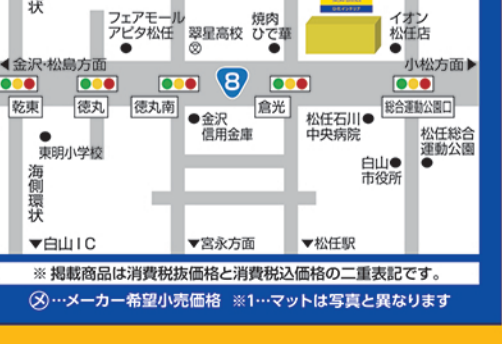 状
フェアモール
アピタ松任
翠星高校
焼肉
ひで華
イオン
松任店
◀金沢・松島方面
小松方面▶
8
乾東
徳丸
徳丸南
倉光
総合運動公園口
金沢
信用金庫
松任石川
中央病院
松任総合
運動公園
東明小学校
白山
市役所
海側環状
▼白山IC
▼宮永方面
▼松任駅
※ 掲載商品は消費税抜価格と消費税込価格の二重表記です。
㋱…メーカー希望小売価格 ※1…マットは写真と異なります